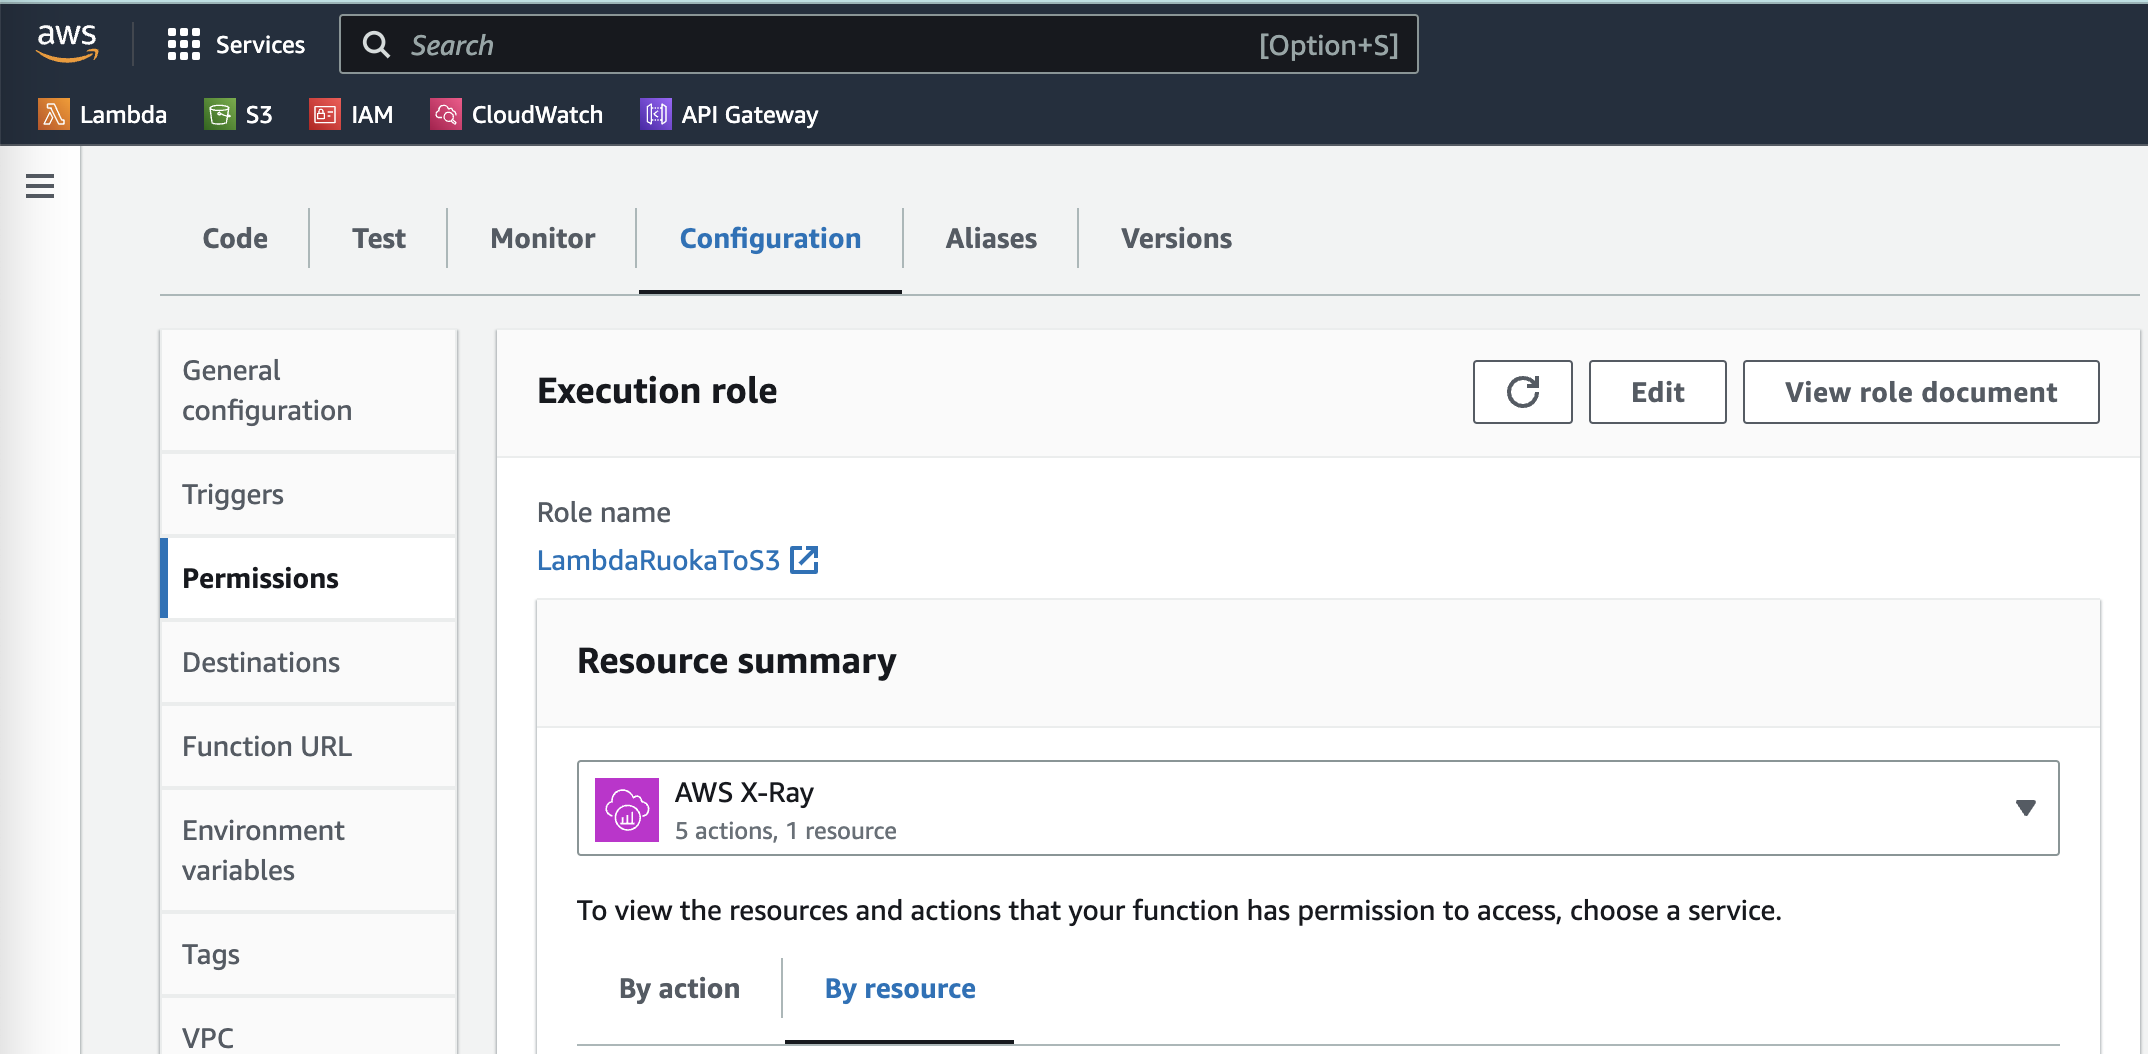 aws
Services
Search
[Option+S]
Lambda
S3
IAM
CloudWatch
API Gateway
Code
Test
Monitor
Configuration
Aliases
Versions
General
configuration
Triggers
Permissions
Destinations
Function URL
Environment
variables
Tags
VPC
Execution role
Edit
View role document
Role name
LambdaRuokaToS3
Resource summary
AWS X-Ray
5 actions, 1 resource
To view the resources and actions that your function has permission to access, choose a service.
By action
By resource